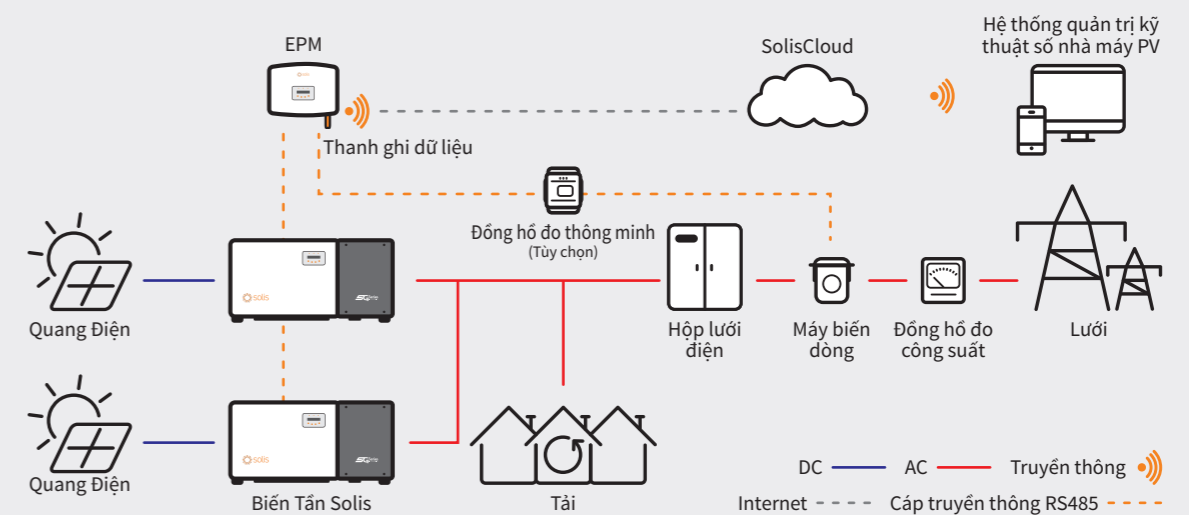 EPM
SolisCloud
Hệ thống quản trị kỹ
thuật số nhà máy PV
Thanh ghi dữ liệu
Đồng hồ đo thông minh
(Tùy chọn)
solis
Quang Điện
Hộp lưới
điện
Máy biến
dòng
Đồng hồ đo
công suất
Lưới
solis
Quang Điện
Biến Tần Solis
Tải
DC
AC
Truyền thông
Internet
Cáp truyền thông RS485